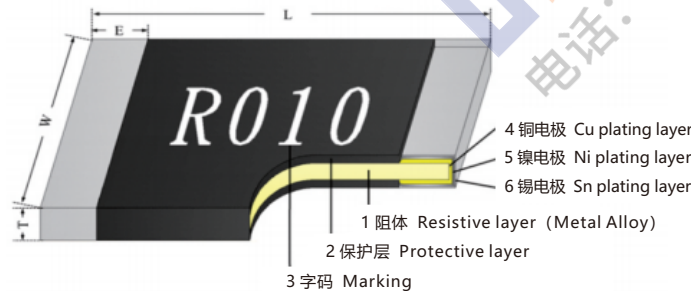 L
E
W
T
R010
电话：
4 铜电极 Cu plating layer
5 镍电极 Ni plating layer
6 锡电极 Sn plating layer
1 阻体 Resistive layer (Metal Alloy)
2 保护层 Protective layer
3 字码 Marking